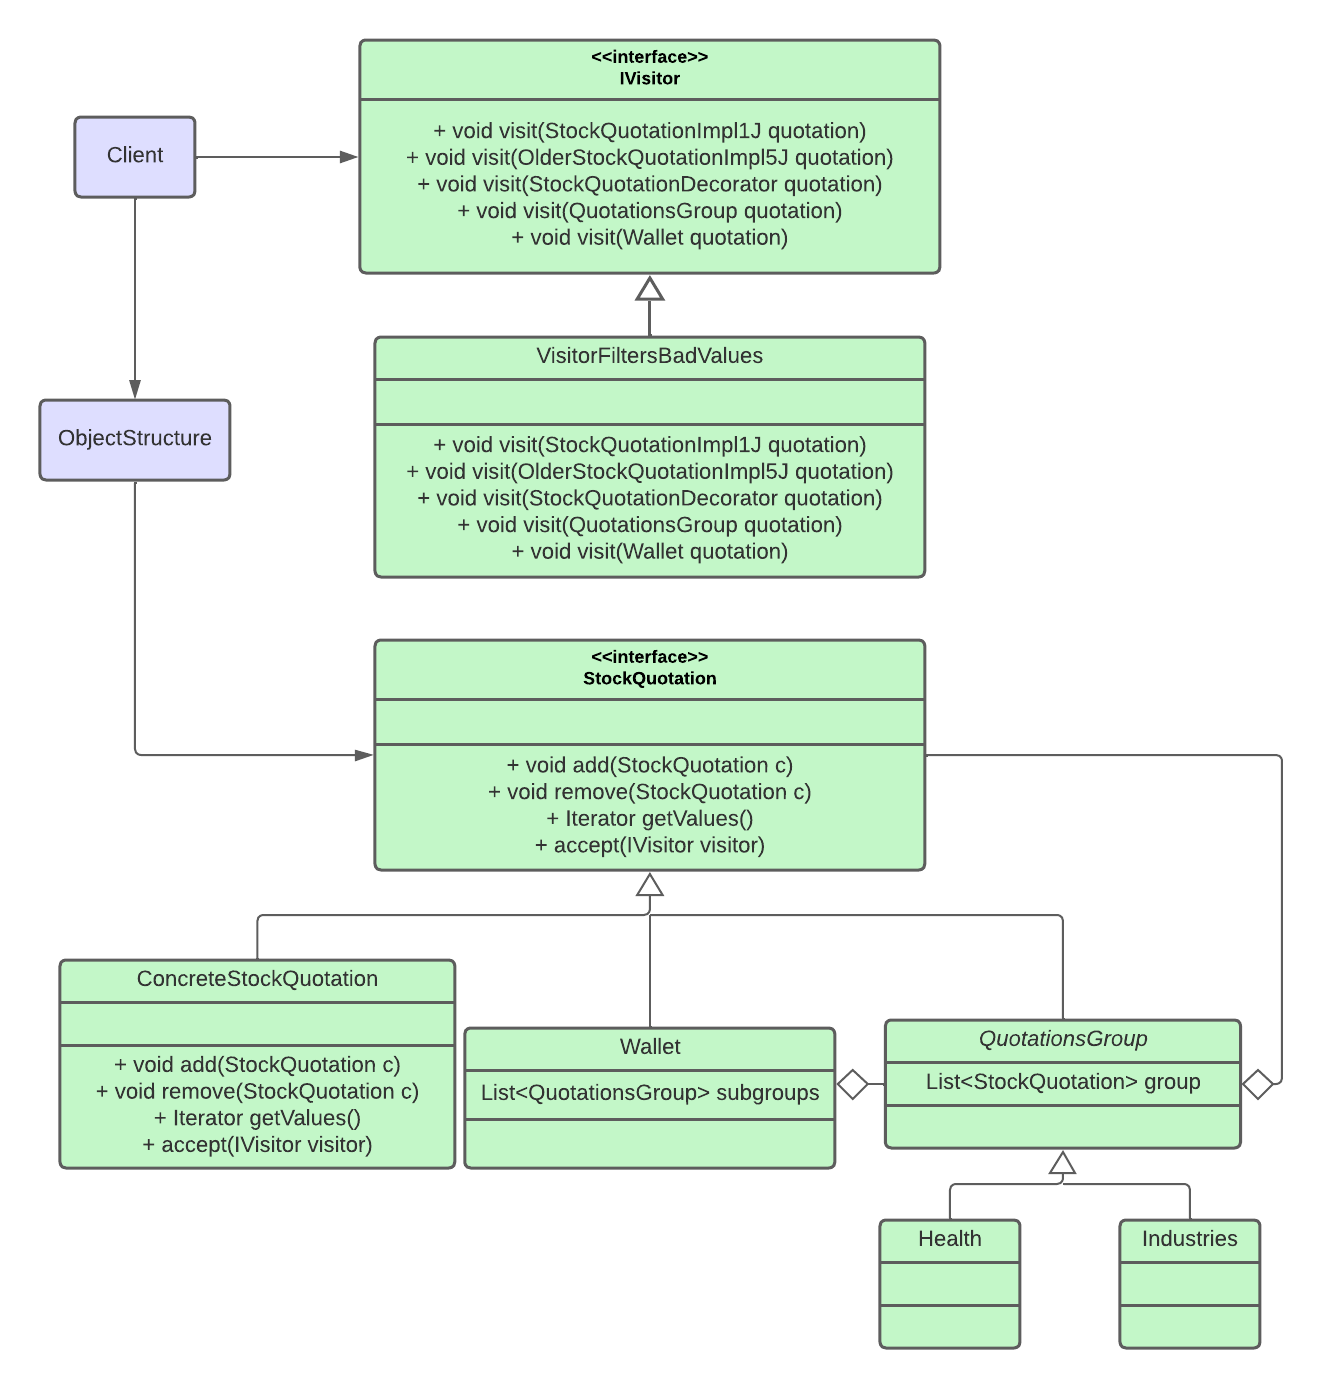 <<interface>>
IVisitor
+ void visit(StockQuotationImpl1J quotation)
+ void visit(OlderStockQuotationImpl5J quotation)
+ void visit(StockQuotationDecorator quotation)
+ void visit(QuotationsGroup quotation)
+ void visit(Wallet quotation)
Client
VisitorFiltersBadValues
+ void visit(StockQuotationImpl1J quotation)
+ void visit(OlderStockQuotationImpl5J quotation)
+ void visit(StockQuotationDecorator quotation)
+ void visit(QuotationsGroup quotation)
+ void visit(Wallet quotation)
ObjectStructure
<<interface>>
StockQuotation
+ void add(StockQuotation c)
+ void remove(StockQuotation c)
+ Iterator getValues()
+ accept(IVisitor visitor)
ConcreteStockQuotation
+ void add(StockQuotation c)
+ void remove(StockQuotation c)
+ Iterator getValues()
+ accept(IVisitor visitor)
Wallet
List<QuotationsGroup> subgroups
QuotationsGroup
List<StockQuotation> group
Health
Industries